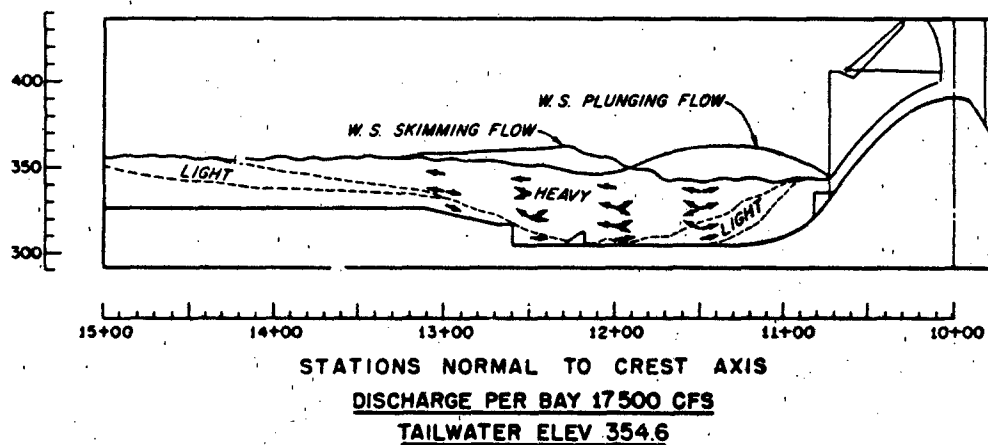 400
350
300
W. S. SKIMMING FLOW
W. S. PLUNGING FLOW
LIGHT
HEAVY
LIGHT
15+00 14+00 13+00 12+00 11+00 10+00
STATIONS NORMAL TO CREST AXIS
DISCHARGE PER BAY 17500 CFS
TAILWATER ELEV 354.6